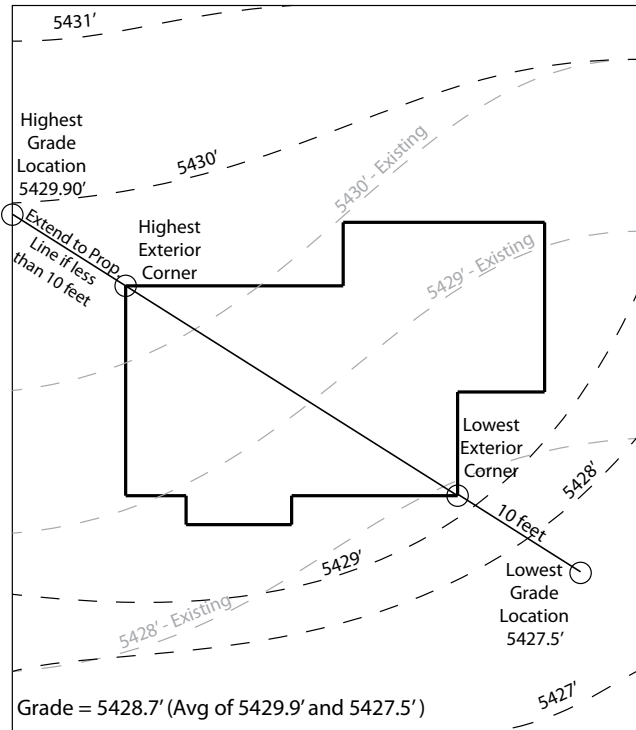 5431'
Highest
Grade
Location
5429.90'
5430'
5430' - Existing
Extend to Prop.
Line if less
than 10 feet
Highest
Exterior
Corner
5429' - Existing
Lowest
Exterior
Corner
5428'
10 feet
5429'
Lowest
Grade
Location
5427.5'
5428' - Existing
5427'
Grade = 5428.7' (Avg of 5429.9' and 5427.5')